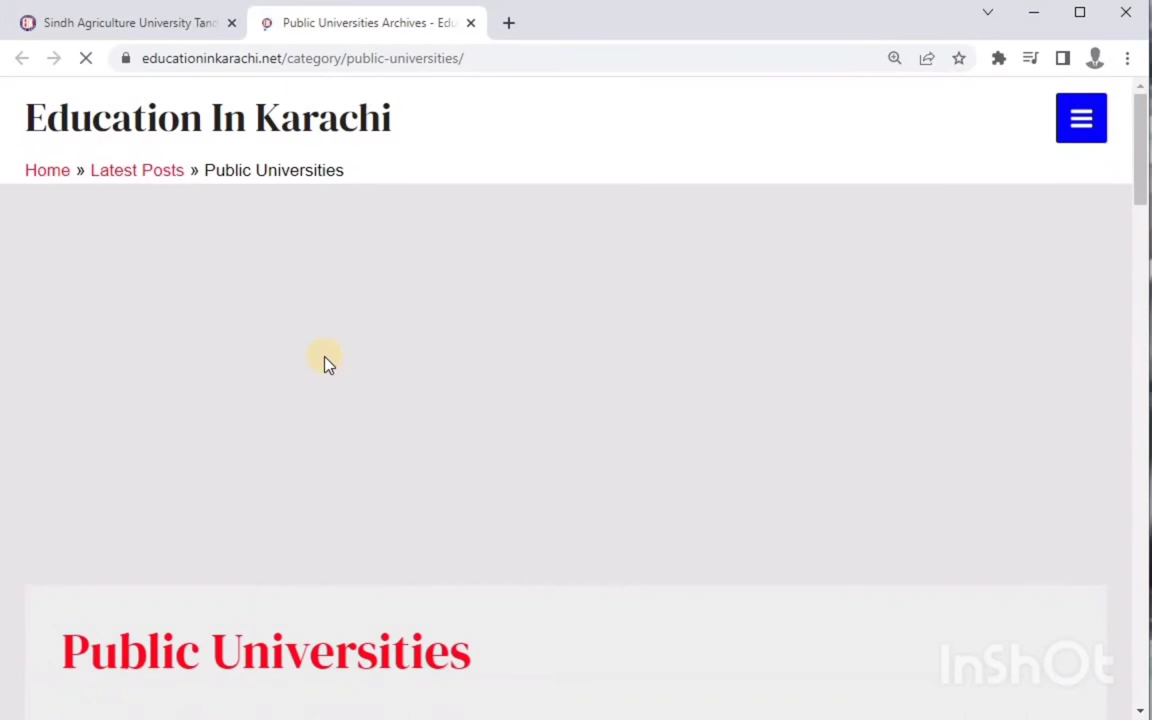 Sindh Agriculture University Tand
Public Universities Archives - Edu
educationinkarachi.net/category/public-universities/
Education In Karachi
Home » Latest Posts » Public Universities
Public Universities
InShOt